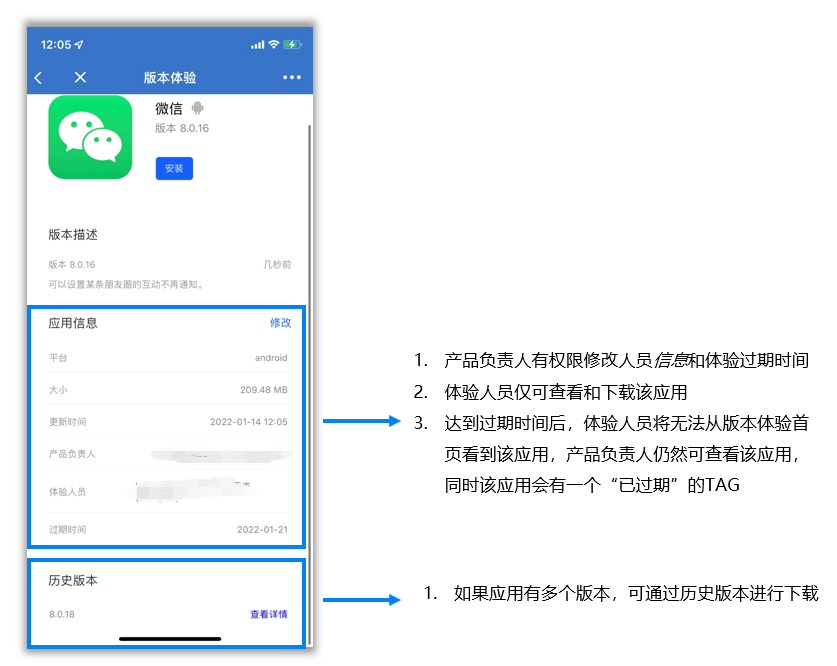 12:05
版本体验
微信
版本 8.0.16
安装
版本描述
版本 8.0.16 几秒前
可以设置某条朋友圈的互动不再通知。
应用信息 修改
平台 android
大小 209.48 MB
更新时间 2022-01-14 12:05
产品负责人
体验人员
过期时间 2022-01-21
历史版本
8.0.18 查看详情
1. 产品负责人有权限修改人员信息和体验过期时间
2. 体验人员仅可查看和下载该应用
3. 达到过期时间后，体验人员将无法从版本体验首
页看到该应用，产品负责人仍然可查看该应用，
同时该应用会有一个“已过期”的TAG
1. 如果应用有多个版本，可通过历史版本进行下载